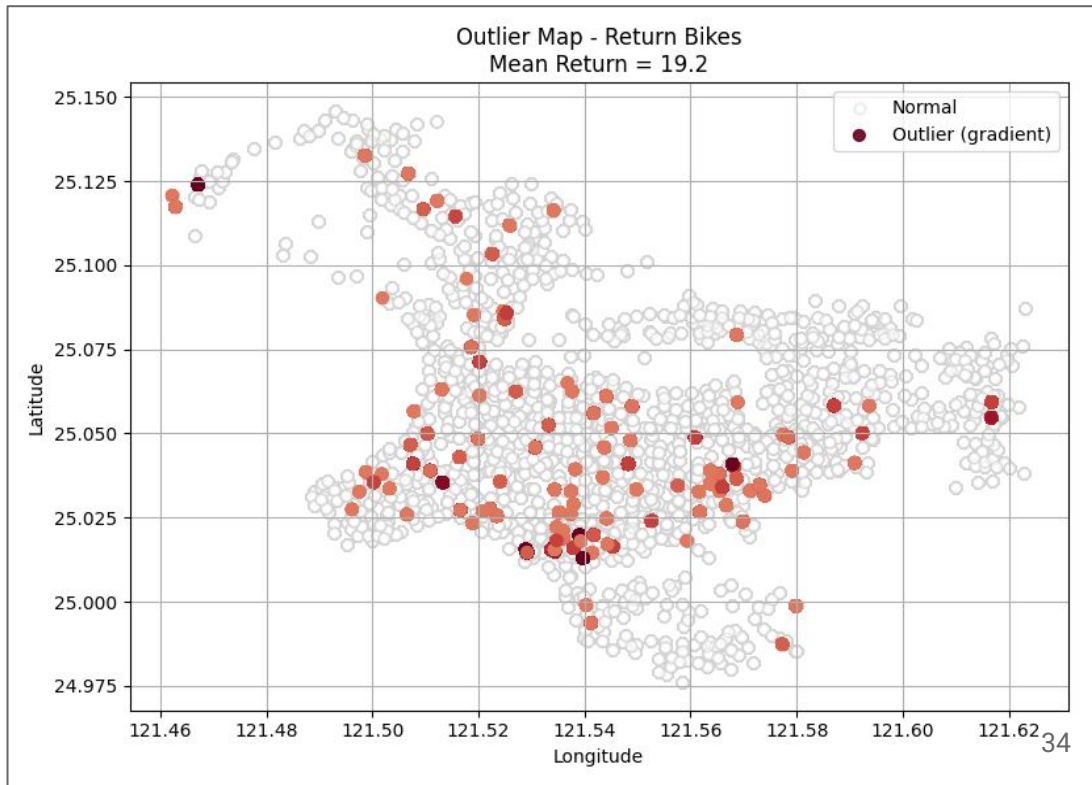 Outlier Map - Return Bikes
Mean Return = 19.2
Normal
Outlier (gradient)
25.150
25.125
25.100
25.075
25.050
25.025
25.000
24.975
Latitude
121.46 121.48 121.50 121.52 121.54 121.56 121.58 121.60 121.62
Longitude
34